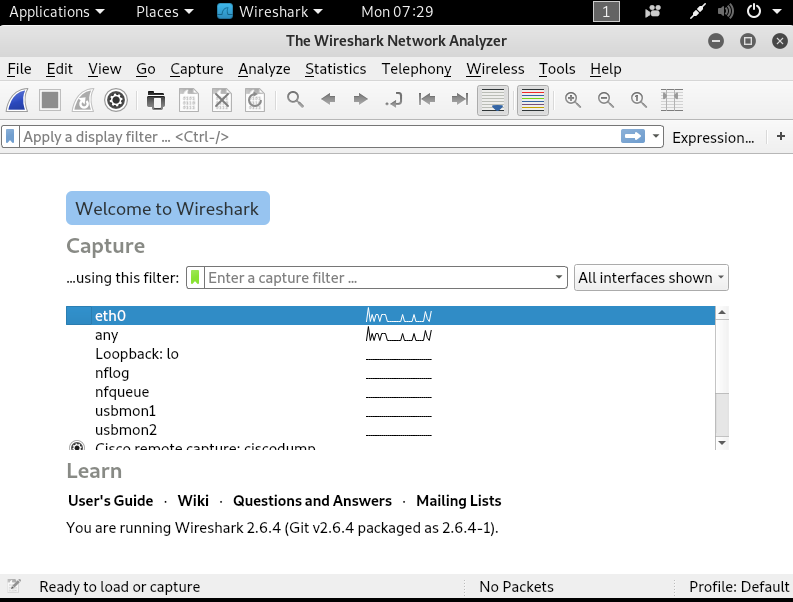 Applications Places Wireshark Mon 07:29 1
The Wireshark Network Analyzer
File Edit View Go Capture Analyze Statistics Telephony Wireless Tools Help
Apply a display filter ... <Ctrl-/> Expression... +
Welcome to Wireshark
Capture
...using this filter: Enter a capture filter ... All interfaces shown
eth0
any
Loopback: lo
nflog
nfqueue
usbmon1
usbmon2
Cisco remote capture: ciscodump
Learn
User's Guide · Wiki · Questions and Answers · Mailing Lists
You are running Wireshark 2.6.4 (Git v2.6.4 packaged as 2.6.4-1).
Ready to load or capture No Packets Profile: Default